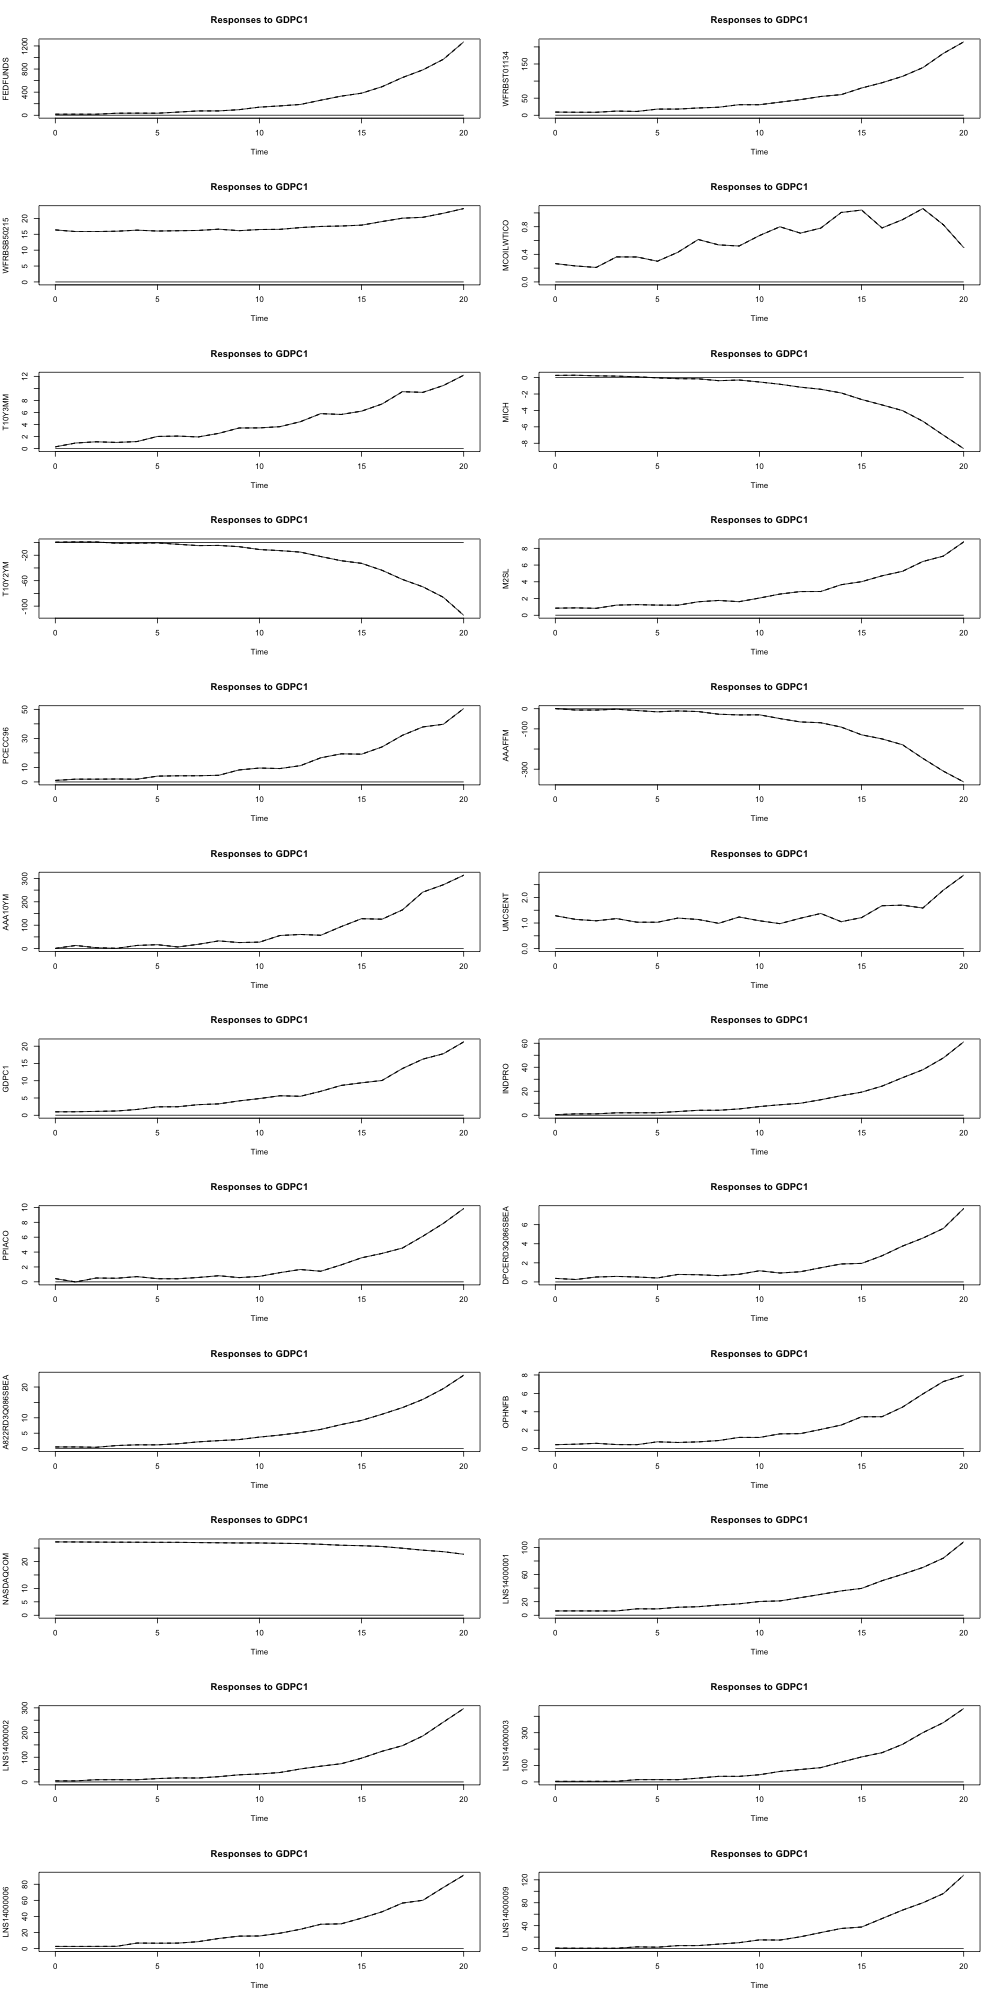 Responses to GDPC1
FEDFUNDS
0 400 800 1200
0 5 10 15 20
Time
Responses to GDPC1
WFRBST01134
0 50 150
0 5 10 15 20
Time
Responses to GDPC1
WFRBSB50215
0 5 10 15 20
0 5 10 15 20
Time
Responses to GDPC1
MCOILWTICO
0.0 0.4 0.8
0 5 10 15 20
Time
Responses to GDPC1
T10Y3MM
0 2 4 6 8 12
0 5 10 15 20
Time
Responses to GDPC1
MICH
-8 -6 -4 -2 0
0 5 10 15 20
Time
Responses to GDPC1
T10Y2YM
-100 -60 -20
0 5 10 15 20
Time
Responses to GDPC1
M2SL
0 2 4 6 8
0 5 10 15 20
Time
Responses to GDPC1
PCECC96
0 10 30 50
0 5 10 15 20
Time
Responses to GDPC1
AAAFFM
-300 -100 0
0 5 10 15 20
Time
Responses to GDPC1
AAA10YM
0 100 200 300
0 5 10 15 20
Time
Responses to GDPC1
UMCSENT
0.0 1.0 2.0
0 5 10 15 20
Time
Responses to GDPC1
GDPC1
0 5 10 15 20
0 5 10 15 20
Time
Responses to GDPC1
INDPRO
0 20 40 60
0 5 10 15 20
Time
Responses to GDPC1
PPIACO
0 2 4 6 8 10
0 5 10 15 20
Time
Responses to GDPC1
DPCERD3Q086SBEA
0 2 4 6
0 5 10 15 20
Time
Responses to GDPC1
A822RD3Q086SBEA
0 5 10 20
0 5 10 15 20
Time
Responses to GDPC1
OPHNFB
0 2 4 6 8
0 5 10 15 20
Time
Responses to GDPC1
NASDAQCOM
0 5 10 20
0 5 10 15 20
Time
Responses to GDPC1
LNS14000001
0 20 60 100
0 5 10 15 20
Time
Responses to GDPC1
LNS14000002
0 100 200 300
0 5 10 15 20
Time
Responses to GDPC1
LNS14000003
0 100 300
0 5 10 15 20
Time
Responses to GDPC1
LNS14000006
0 20 40 60 80
0 5 10 15 20
Time
Responses to GDPC1
LNS14000009
0 40 80 120
0 5 10 15 20
Time